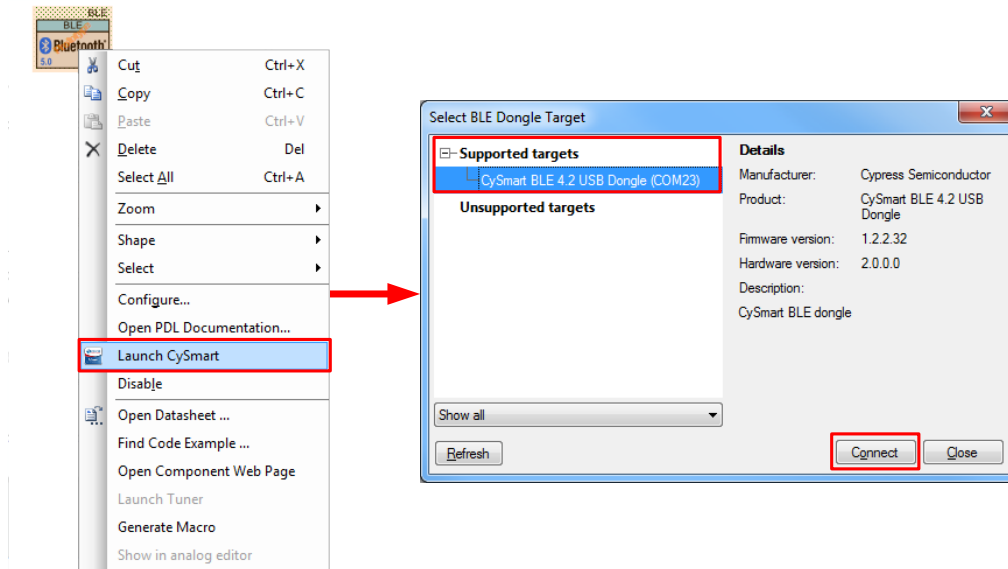 BLE
BLE
Bluetooth
5.0
Cut Ctrl+X
Copy Ctrl+C
Paste Ctrl+V
Delete Del
Select All Ctrl+A
Zoom
Shape
Select
Configure...
Open PDL Documentation...
Launch CySmart
Disable
Open Datasheet ...
Find Code Example ...
Open Component Web Page
Launch Tuner
Generate Macro
Show in analog editor
Select BLE Dongle Target
Supported targets
CySmart BLE 4.2 USB Dongle (COM23)
Unsupported targets
Show all
Refresh
Details
Manufacturer: Cypress Semiconductor
Product: CySmart BLE 4.2 USB
Dongle
Firmware version: 1.2.2.32
Hardware version: 2.0.0.0
Description:
CySmart BLE dongle
Connect Close